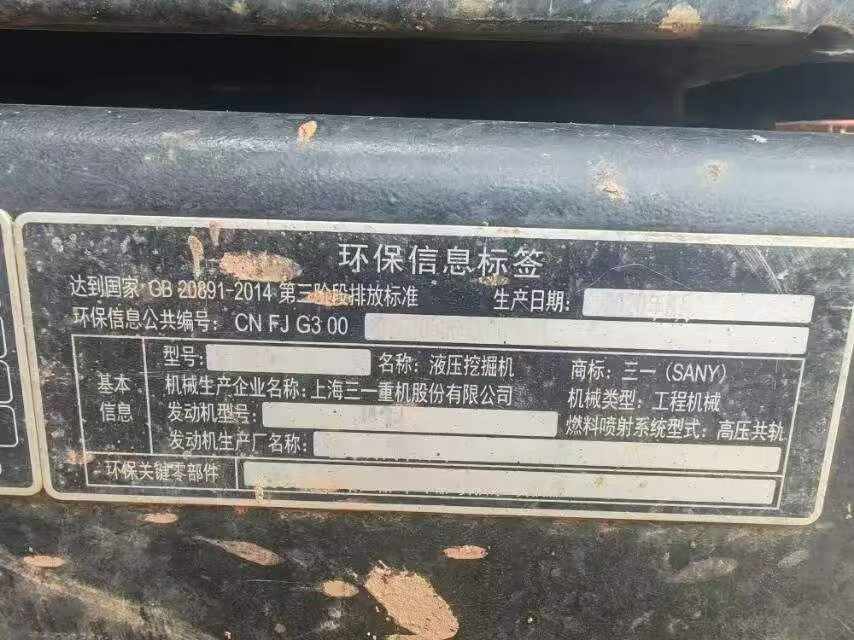 环保信息标签
达到国家 GB 20891-2014 第三阶段排放标准 生产日期:
环保信息公共编号: CN FJ G3 00
基本信息
型号: 名称: 液压挖掘机 商标: 三一 (SANY)
机械生产企业名称: 上海三一重机股份有限公司 机械类型: 工程机械
发动机型号: 燃料喷射系统型式: 高压共轨
发动机生产厂名称:
环保关键零部件